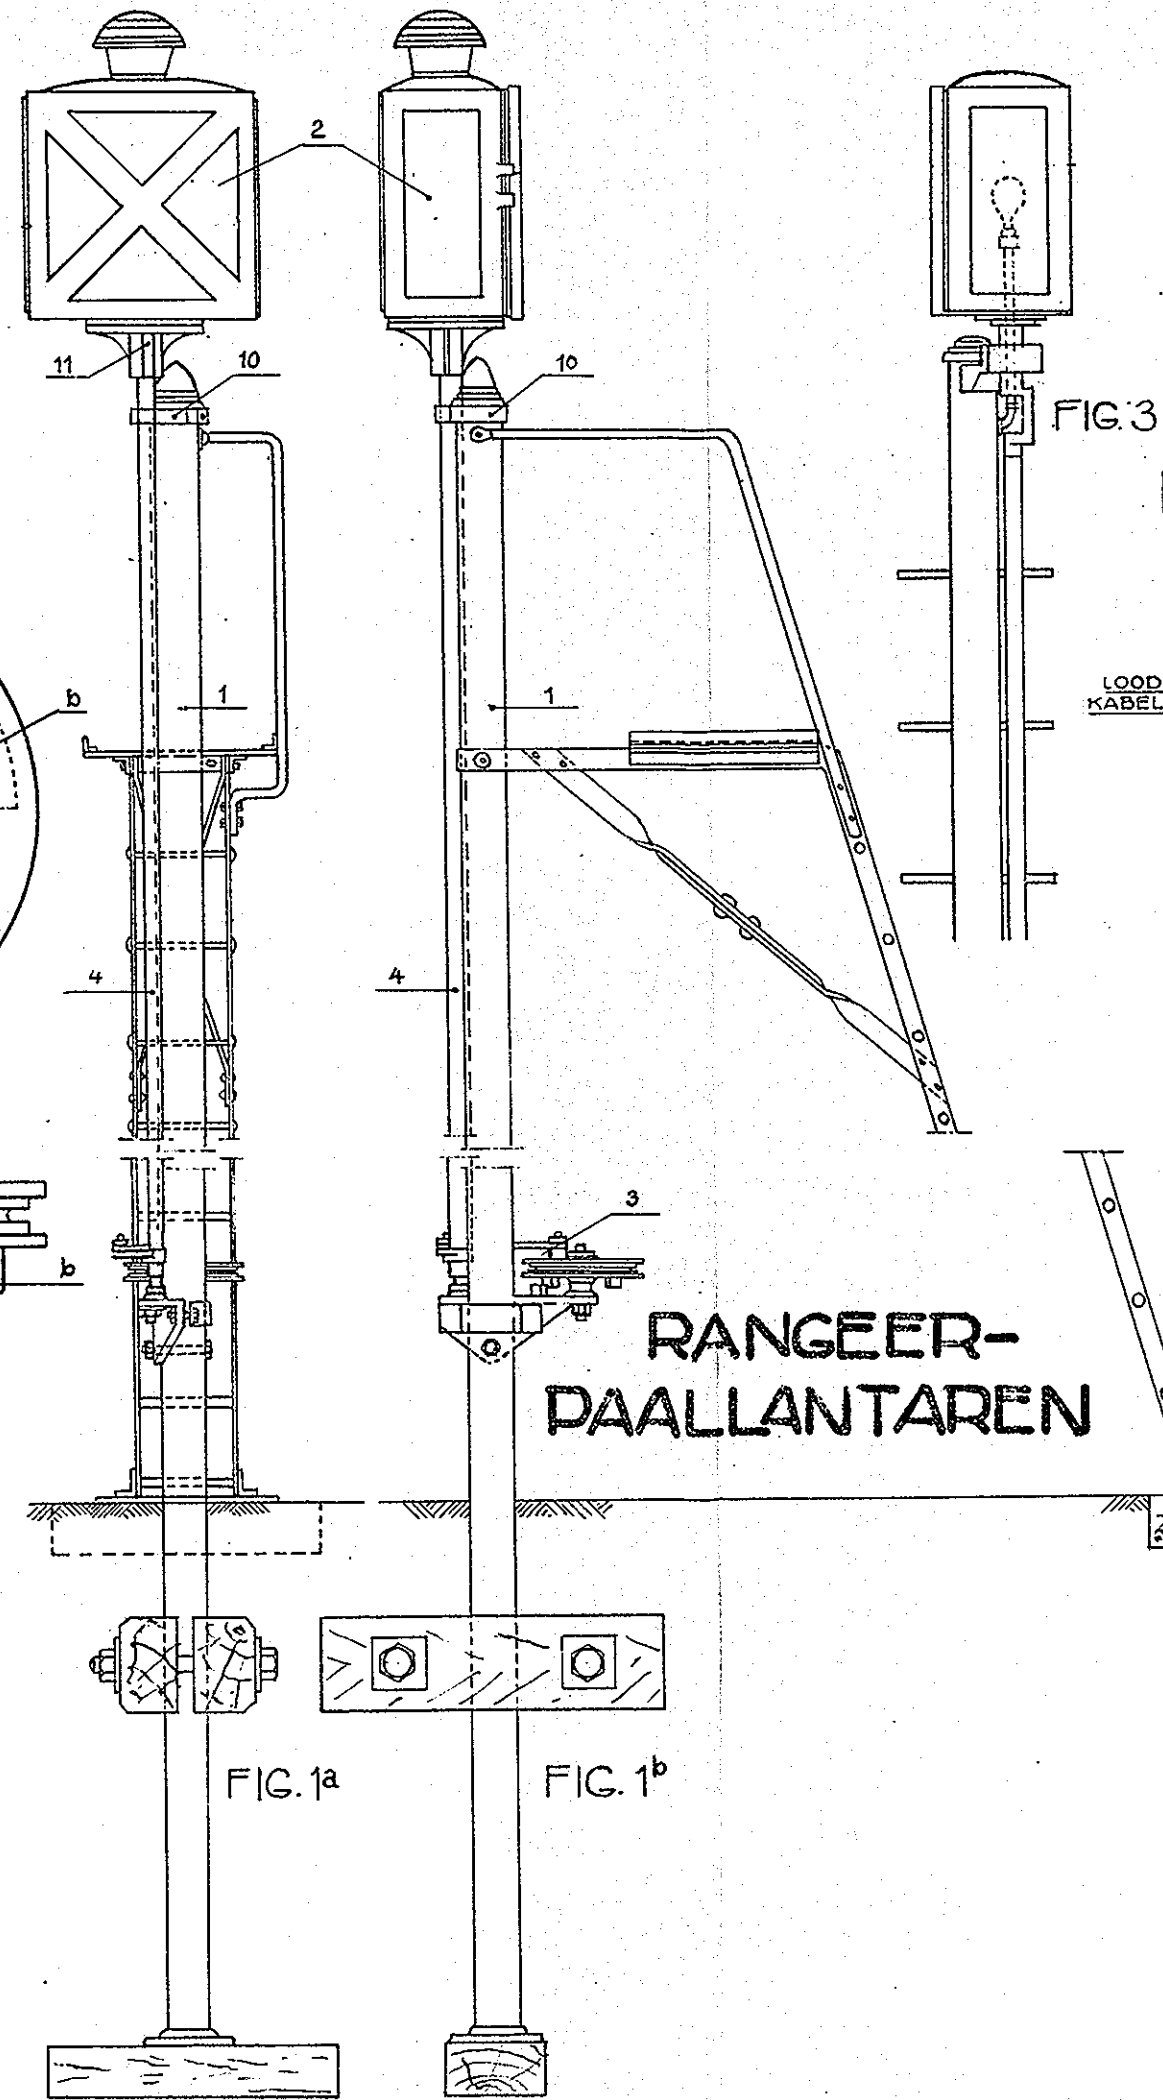 2
11
10
10
FIG. 3
b
1
1
LOOD
KABEL
4
4
3
b
RANGEER-
PAALLANTAREN
FIG. 1a
FIG. 1b